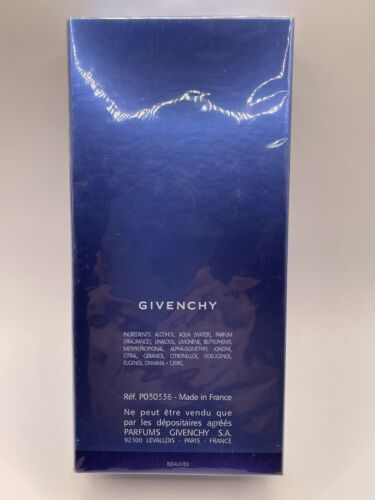 GIVENCHY
INGREDIENTS: ALCOHOL, AQUA (WATER), PARFUM
(FRAGRANCE), LINALOOL, LIMONENE, BUTYLPHENYL
METHYLPROPIONAL, ALPHA-ISOMETHYL IONONE,
CITRAL, GERANIOL, CITRONELLOL, ISOEUGENOL,
EUGENOL, CINNAMAL
Réf. P030336 - Made in France
Ne peut être vendu que
par les dépositaires agréés
PARFUMS GIVENCHY S.A.
92300 LEVALLOIS - PARIS - FRANCE
BEAUVEX